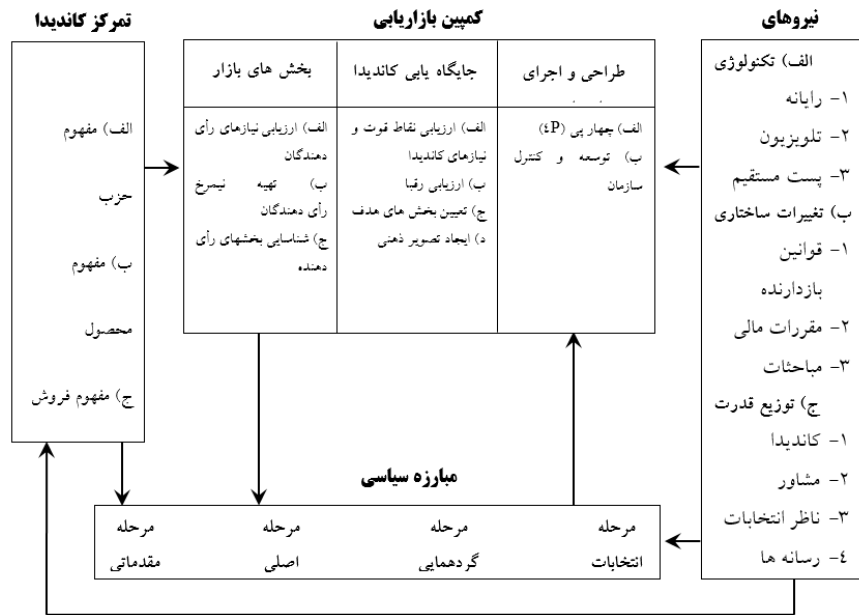 نیروهای
الف) تکنولوژی
۱- رایانه
۲- تلویزیون
۳- پست مستقیم
ب) تغییرات ساختاری
۱- قوانین
بازدارنده
۲- مقررات مالی
۳- مباحثات
ج) توزیع قدرت
۱- کاندیدا
۲- مشاور
۳- ناظر انتخابات
٤- رسانه ها
کمپین بازاریابی
طراحی و اجرای
الف) چهار پی (٤P)
ب) توسعه و کنترل
سازمان
جایگاه یابی کاندیدا
الف) ارزیابی نقاط قوت و
نیازهای کاندیدا
ب) ارزیابی رقبا
ج) تعیین بخش های هدف
د) ایجاد تصویر ذهنی
بخش های بازار
الف) ارزیابی نیازهای رأی
دهندگان
ب) تهیه نیمرخ
رأی دهندگان
ج) شناسایی بخشهای رأی
دهنده
تمرکز کاندیدا
الف) مفهوم
حزب
ب) مفهوم
محصول
ج) مفهوم فروش
مبارزه سیاسی
مرحله
انتخابات
مرحله
گردهمایی
مرحله
اصلی
مرحله
مقدماتی